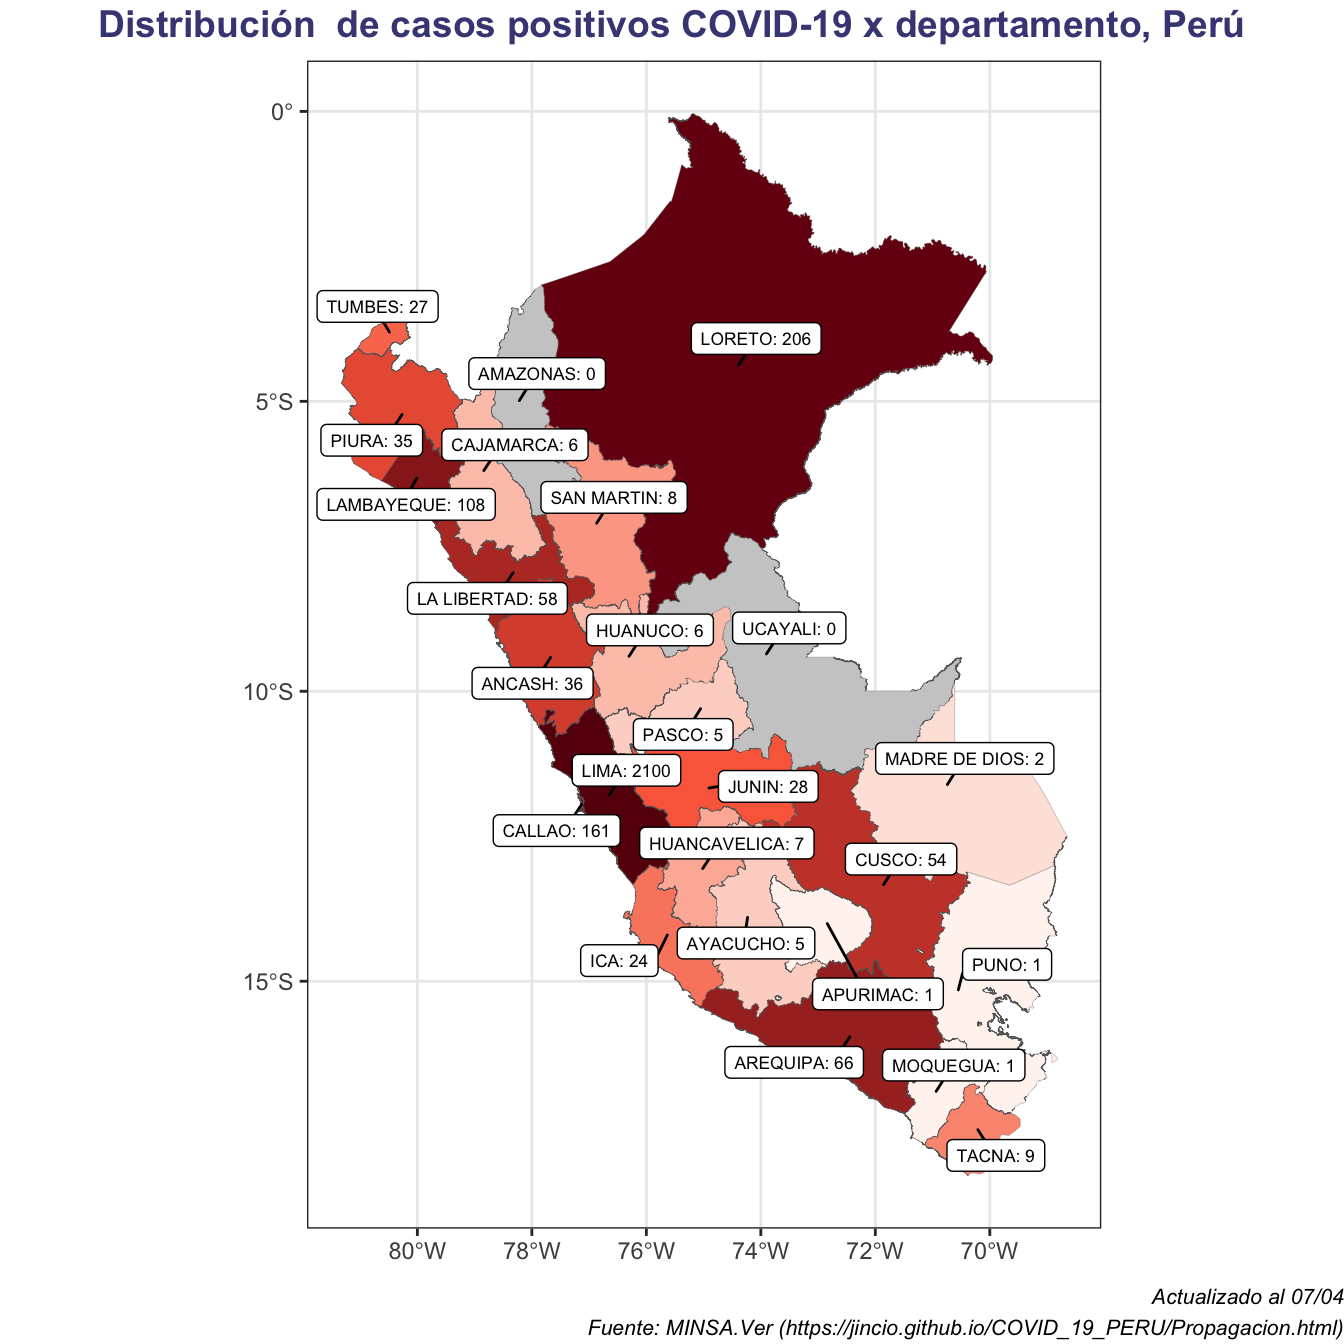 Distribución  de casos positivos COVID-19 x departamento, Perú
0°
TUMBES: 27
LORETO: 206
AMAZONAS: 0
5°S
PIURA: 35
CAJAMARCA: 6
SAN MARTIN: 8
LAMBAYEQUE: 108
LA LIBERTAD: 58
HUANUCO: 6
UCAYALI: 0
ANCASH: 36
10°S
PASCO: 5
MADRE DE DIOS: 2
LIMA: 2100
JUNIN: 28
CALLAO: 161
HUANCAVELICA: 7
CUSCO: 54
AYACUCHO: 5
ICA: 24
PUNO: 1
15°S
APURIMAC: 1
AREQUIPA: 66
MOQUEGUA: 1
TACNA: 9
80°W 78°W 76°W 74°W 72°W 70°W
Actualizado al 07/04
Fuente: MINSA.Ver (https://jincio.github.io/COVID_19_PERU/Propagacion.html)